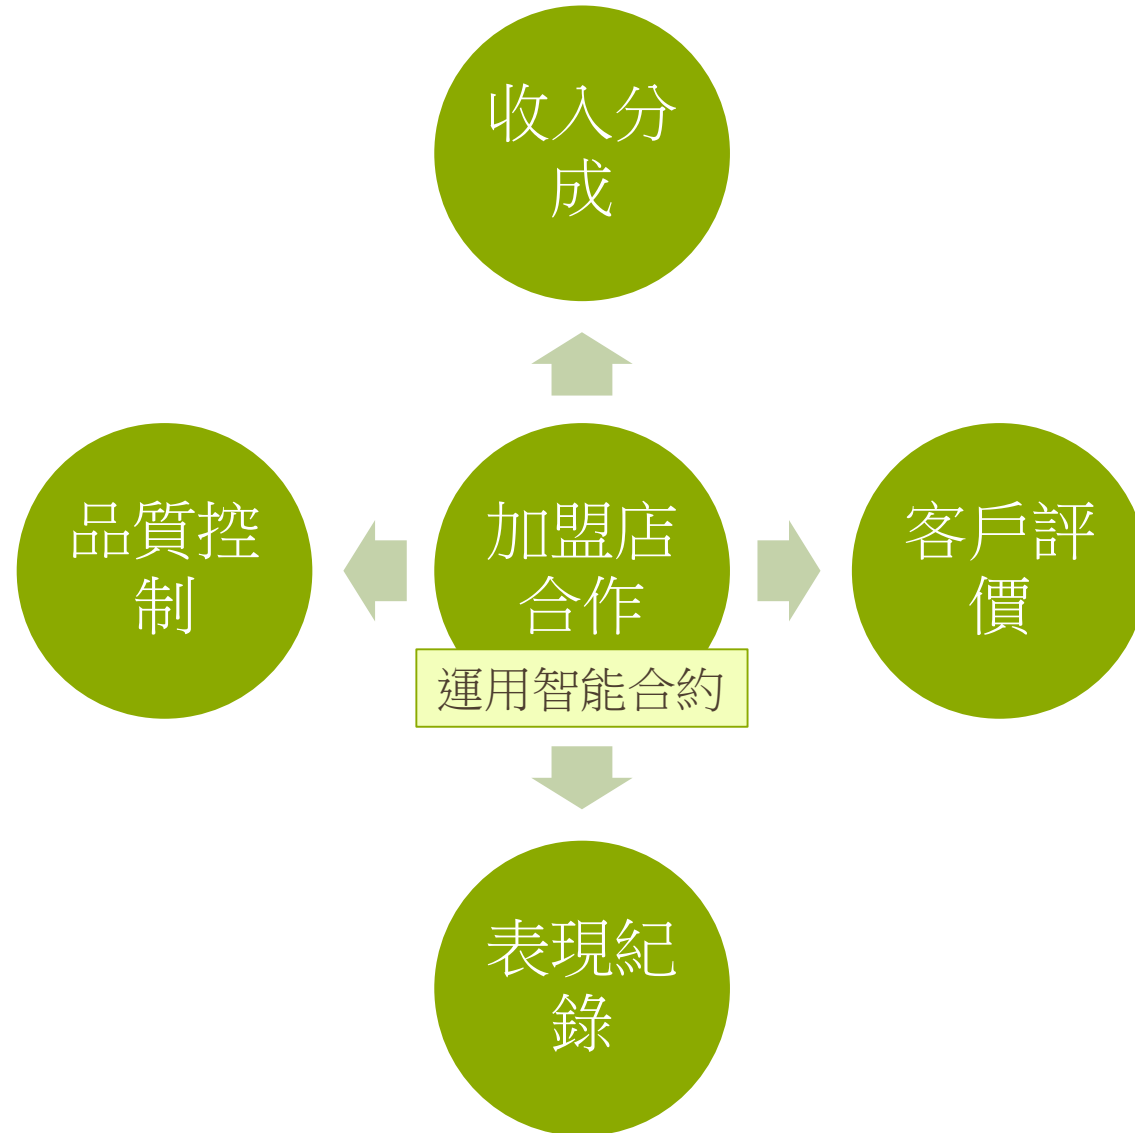 收入分
成
品質控
制
加盟店
合作
運用智能合約
客戶評
價
表現紀
錄